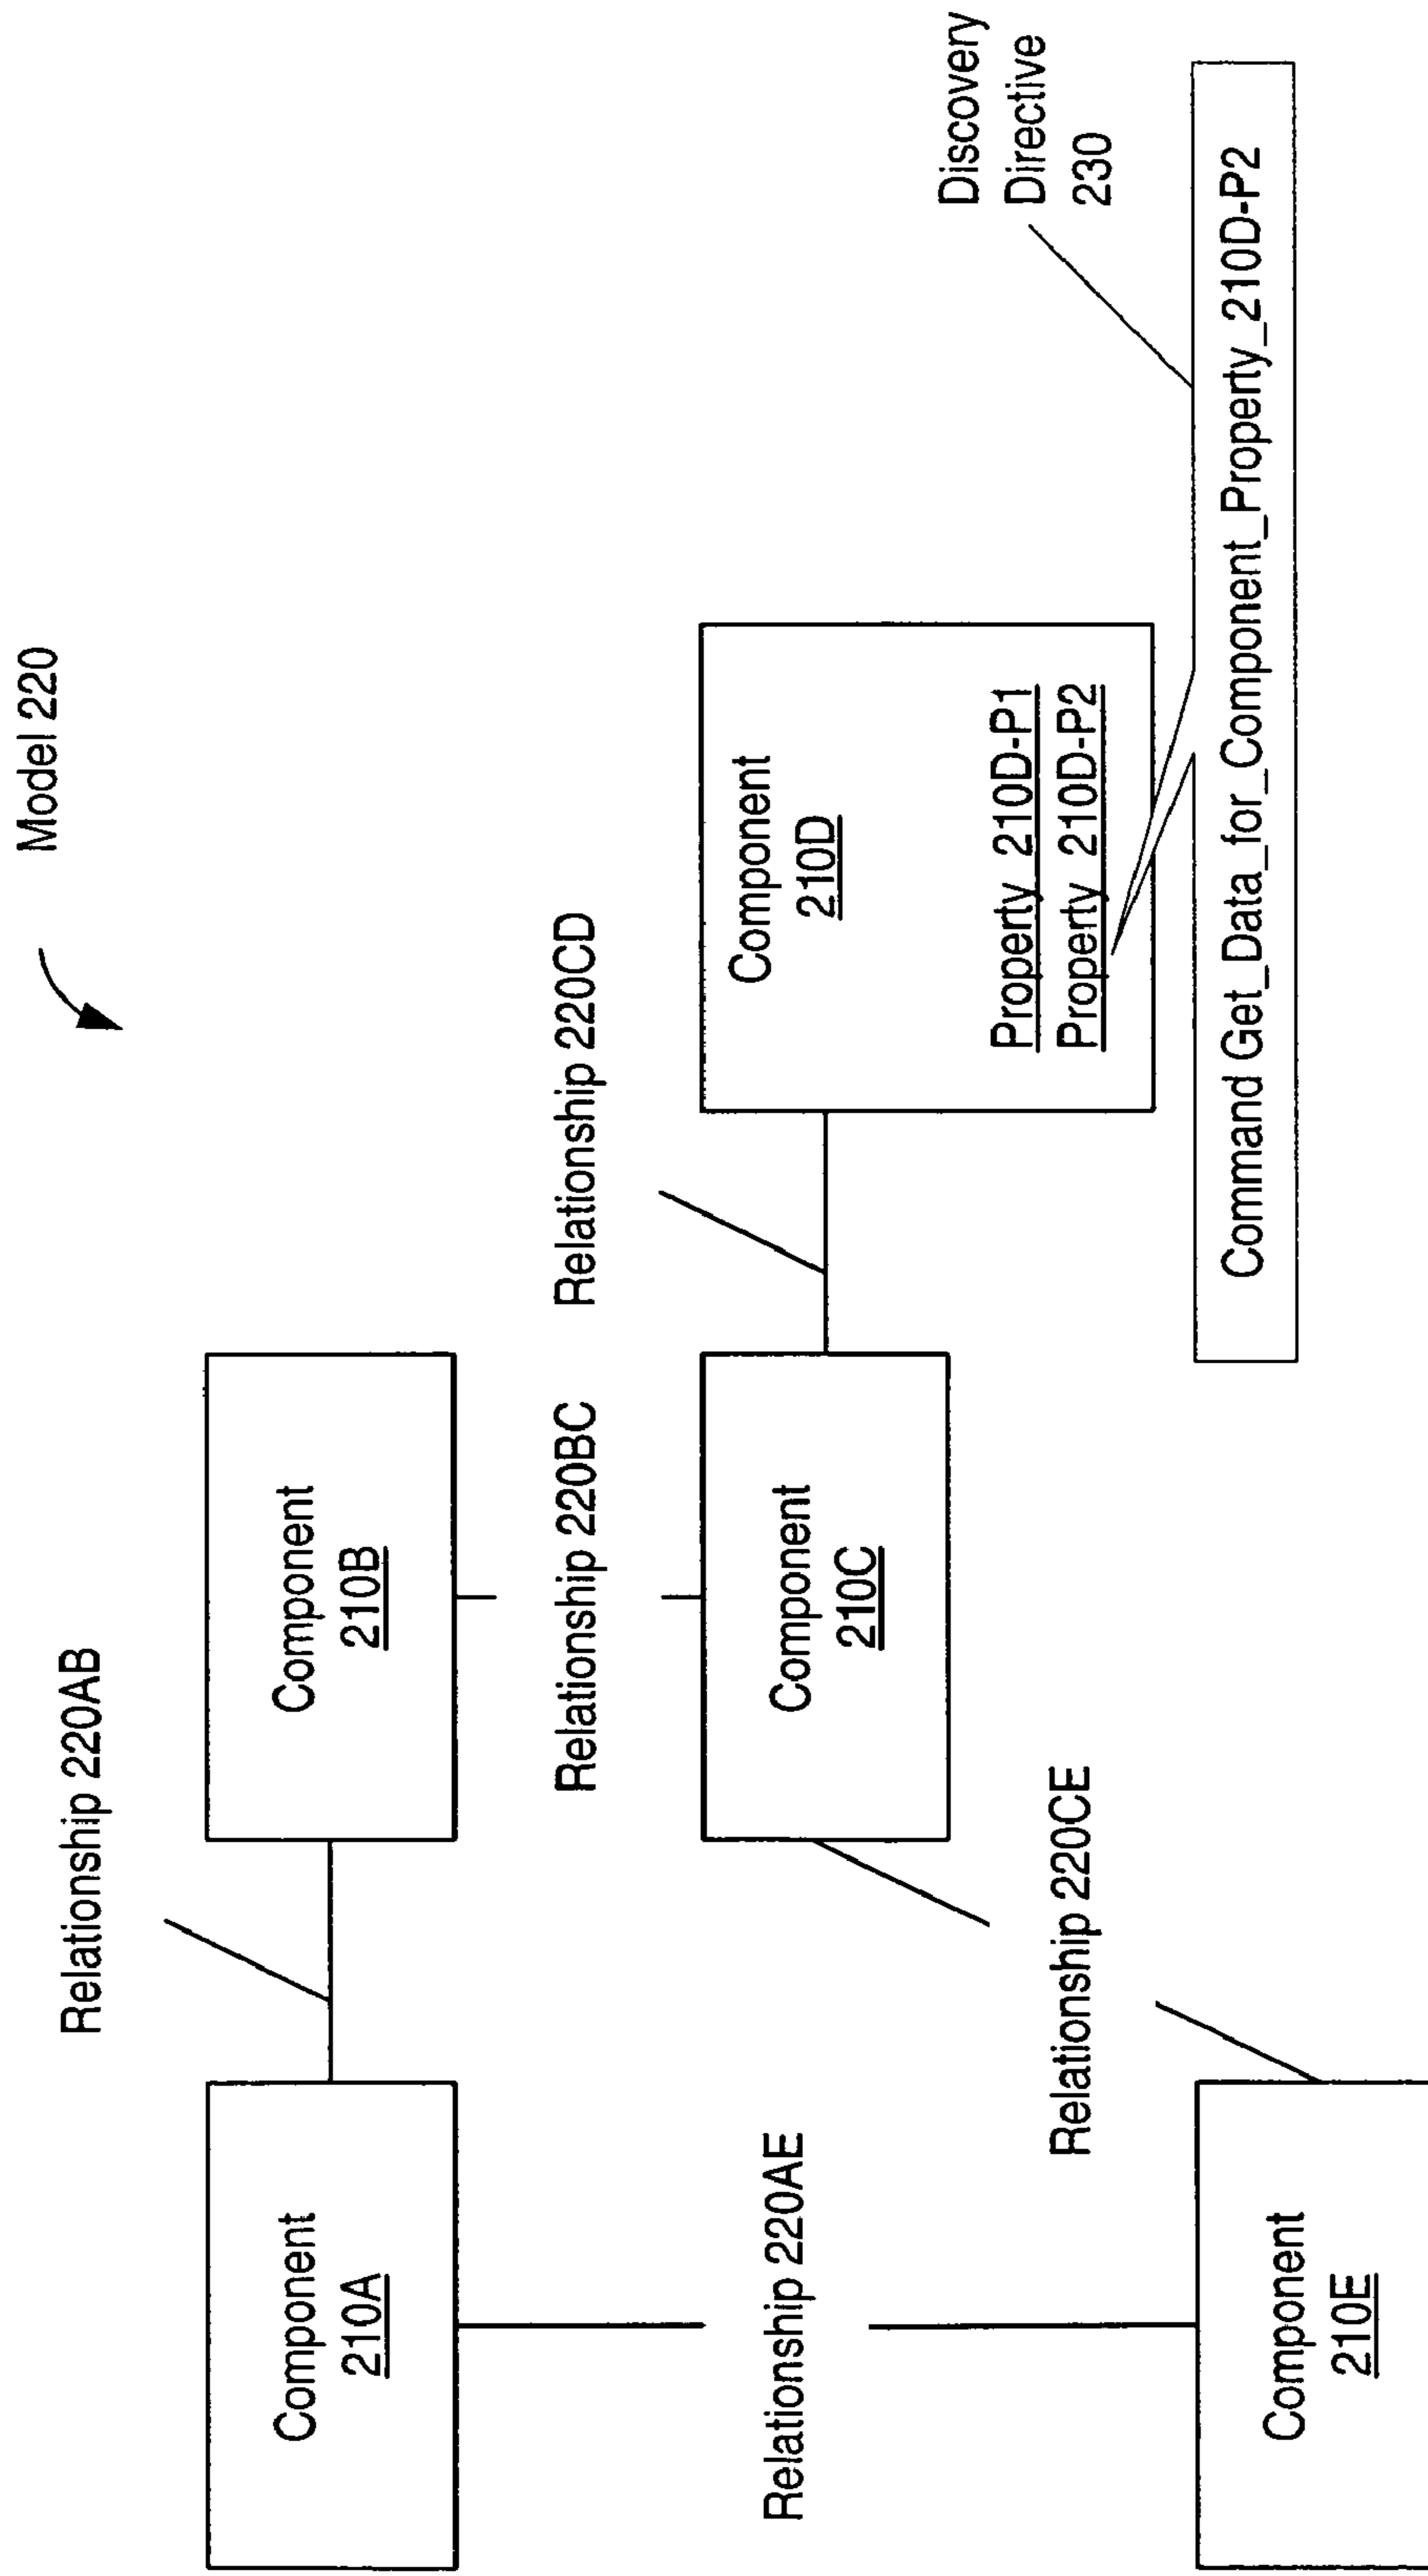 Model 220
Relationship 220AB
Component
210A
Component
210B
Relationship 220BC
Relationship 220CD
Relationship 220AE
Component
210C
Component
210D
Property_210D-P1
Property_210D-P2
Discovery
Directive
230
Relationship 220CE
Component
210E
Command Get_Data_for_Component_Property_210D-P2